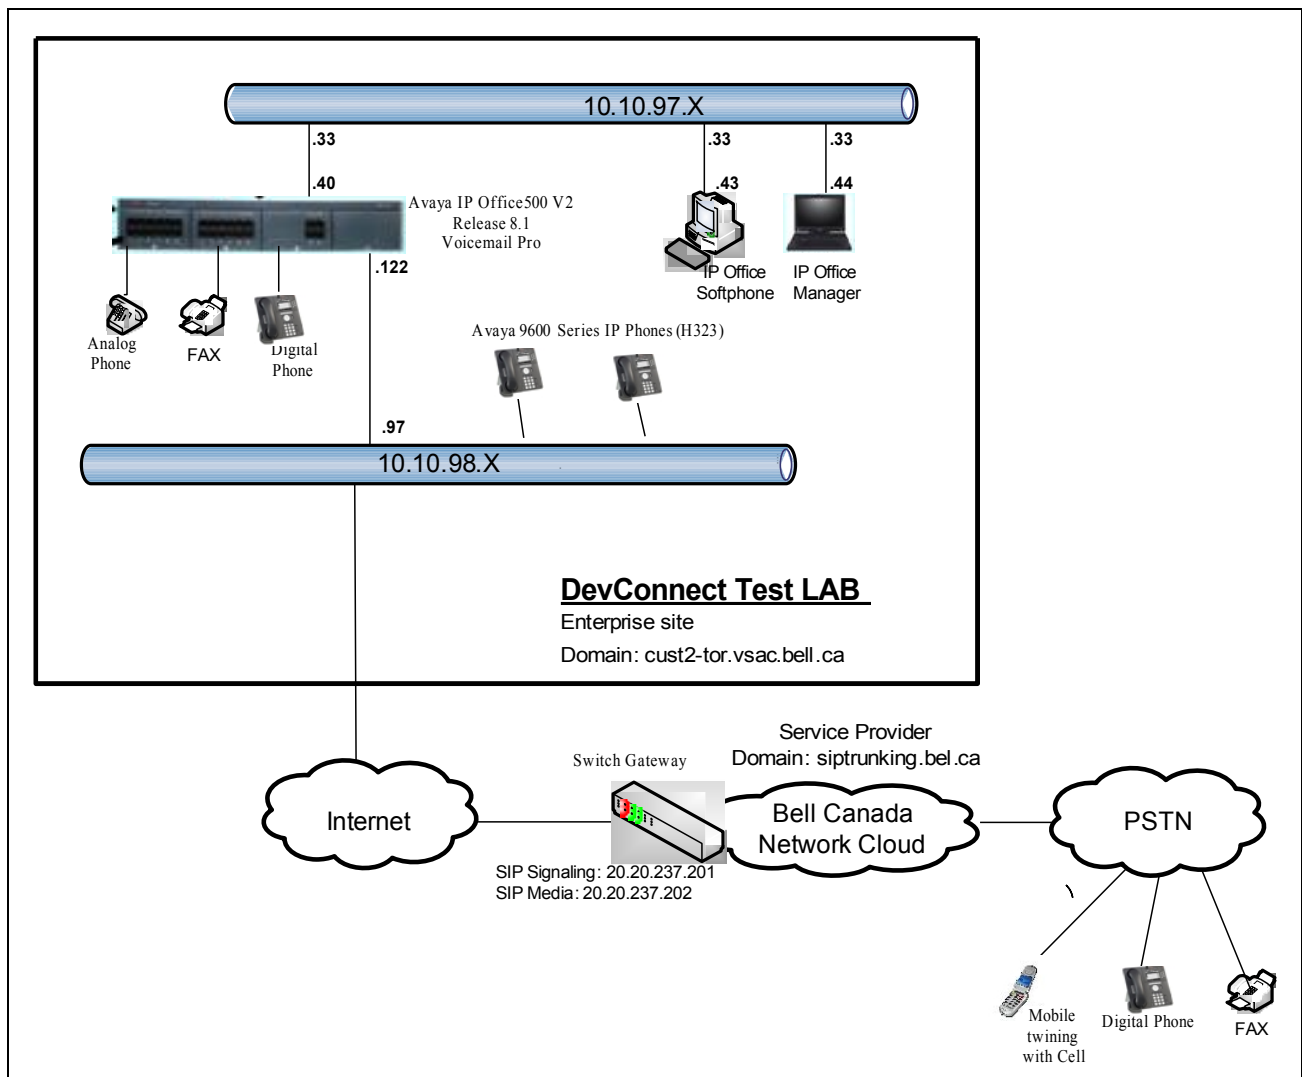 10.10.97.X
.33
.33
.33
.40
.43
.44
Avaya IP Office500 V2
Release 8.1
Voicemail Pro
.122
IP Office
Softphone
IP Office
Manager
Analog
Phone
FAX
Digital
Phone
Avaya 9600 Series IP Phones (H323)
.97
10.10.98.X
DevConnect Test LAB
Enterprise site
Domain: cust2-tor.vsac.bell.ca
Service Provider
Domain: siptrunking.bel.ca
Switch Gateway
Internet
Bell Canada
Network Cloud
PSTN
SIP Signaling: 20.20.237.201
SIP Media: 20.20.237.202
Mobile
twining
with Cell
Digital Phone
FAX